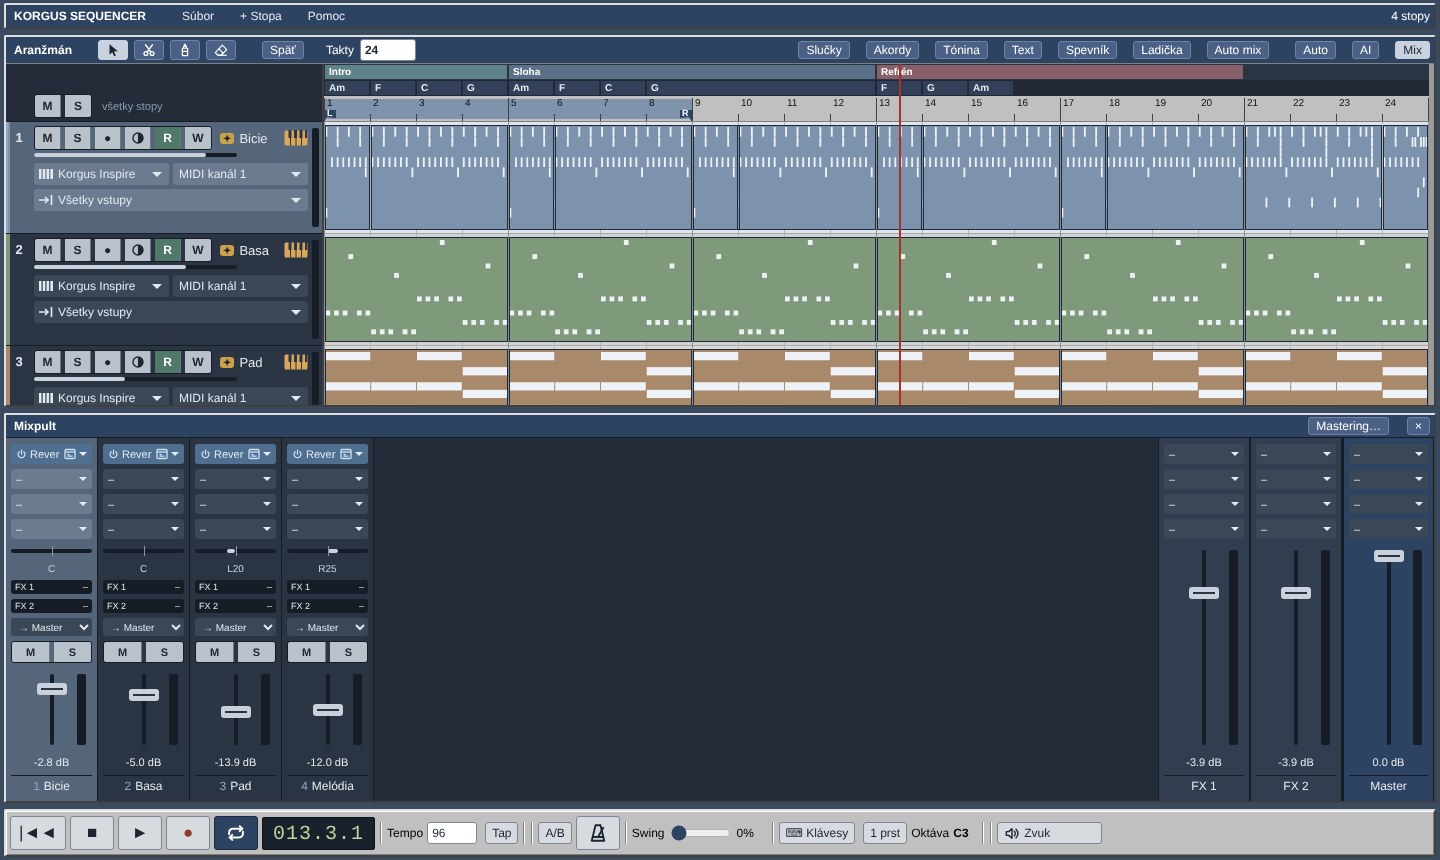 KORGUS SEQUENCER Súbor + Stopa Pomoc 4 stopy
Aranžmán Späť Takty 24 Slučky Akordy Tónina Text Spevník Ladička Auto mix Auto AI Mix
Intro Sloha Refrén
Am F C G Am F C G F G Am
M S všetky stopy 1 2 3 4 5 6 7 8 9 10 11 12 13 14 15 16 17 18 19 20 21 22 23 24
L R
1 M S R W Bicie
Korgus Inspire MIDI kanál 1
Všetky vstupy
2 M S R W Basa
Korgus Inspire MIDI kanál 1
Všetky vstupy
3 M S R W Pad
Korgus Inspire MIDI kanál 1
Mixpult Mastering... ×
Rever Rever Rever Rever – – –
– – – – – – –
– – – – – – –
– – – – – – –
C C L20 R25
FX 1 – FX 1 – FX 1 – FX 1 –
FX 2 – FX 2 – FX 2 – FX 2 –
→ Master → Master → Master → Master
M S M S M S M S
-2.8 dB -5.0 dB -13.9 dB -12.0 dB -3.9 dB -3.9 dB 0.0 dB
1 Bicie 2 Basa 3 Pad 4 Melódia FX 1 FX 2 Master
013.3.1 Tempo 96 Tap A/B Swing 0% Klávesy 1 prst Oktáva C3 Zvuk